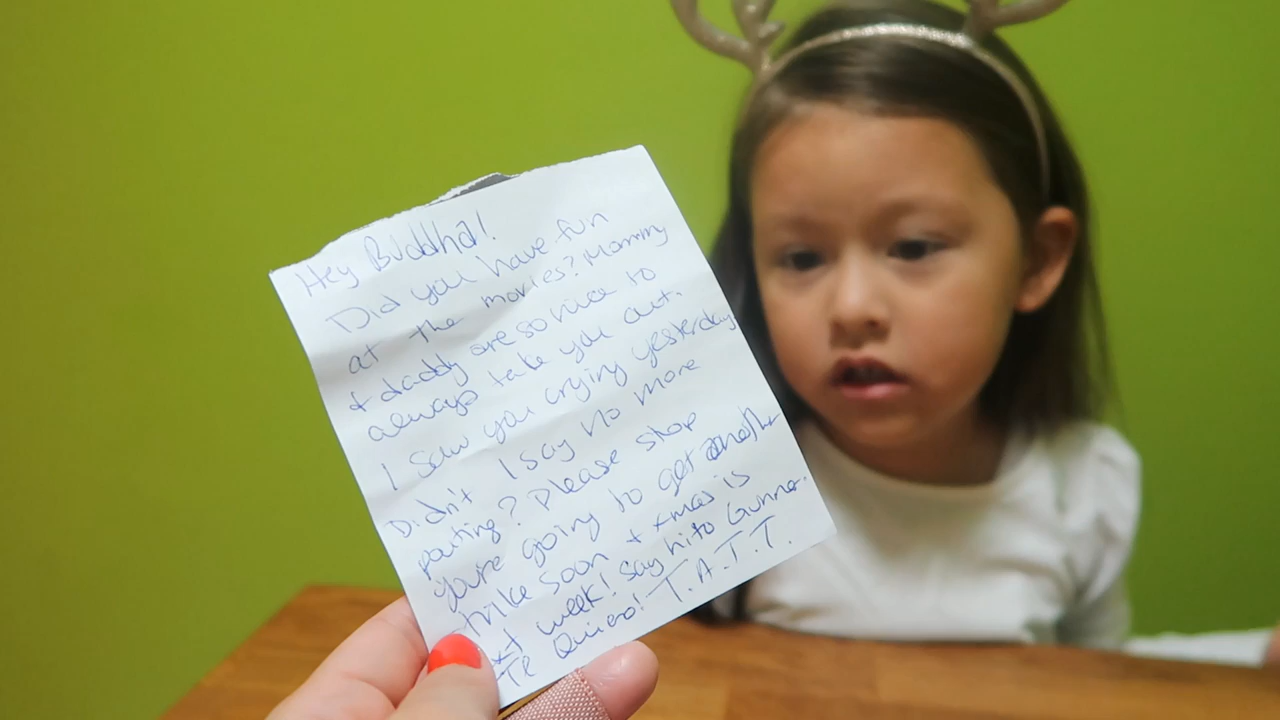 Hey Buddha!
Did you have fun
at the movies? Mommy
+ daddy are so nice to
always take you out.
I saw you crying yesterday
Didn't I say no more
pouting? Please stop
you're going to get another
strike soon + xmas is
next week! Say hi to Gunner.
Te Quiero! T.A.T.T.